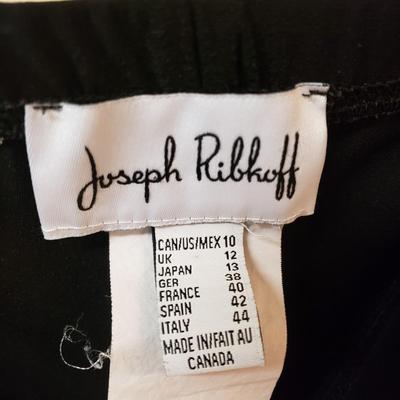 Joseph Ribkoff
CAN/US/MEX 10
UK 12
JAPAN 13
GER 38
FRANCE 40
SPAIN 42
ITALY 44
MADE IN/FAIT AU
CANADA